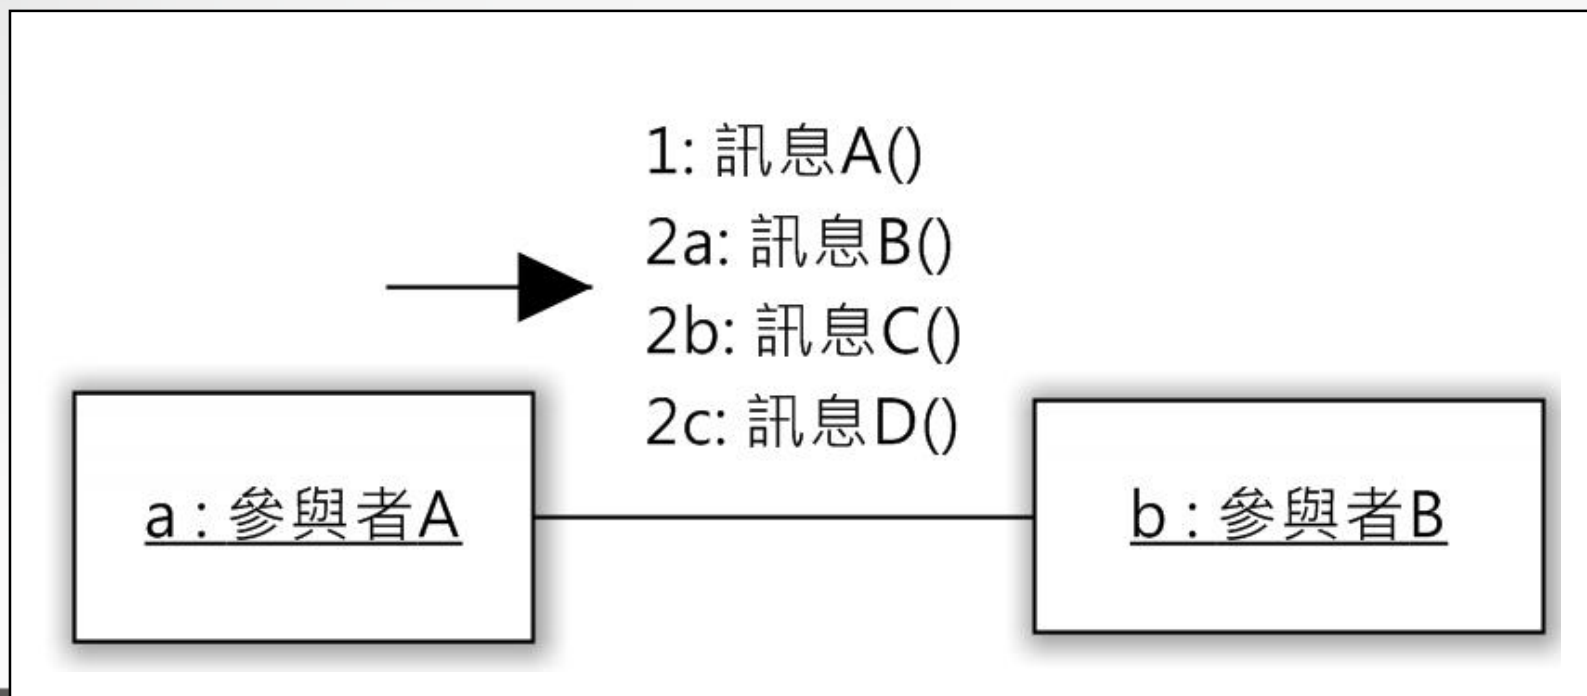 1: 訊息A()
2a: 訊息B()
2b: 訊息C()
2c: 訊息D()
a : 參與者A
b : 參與者B